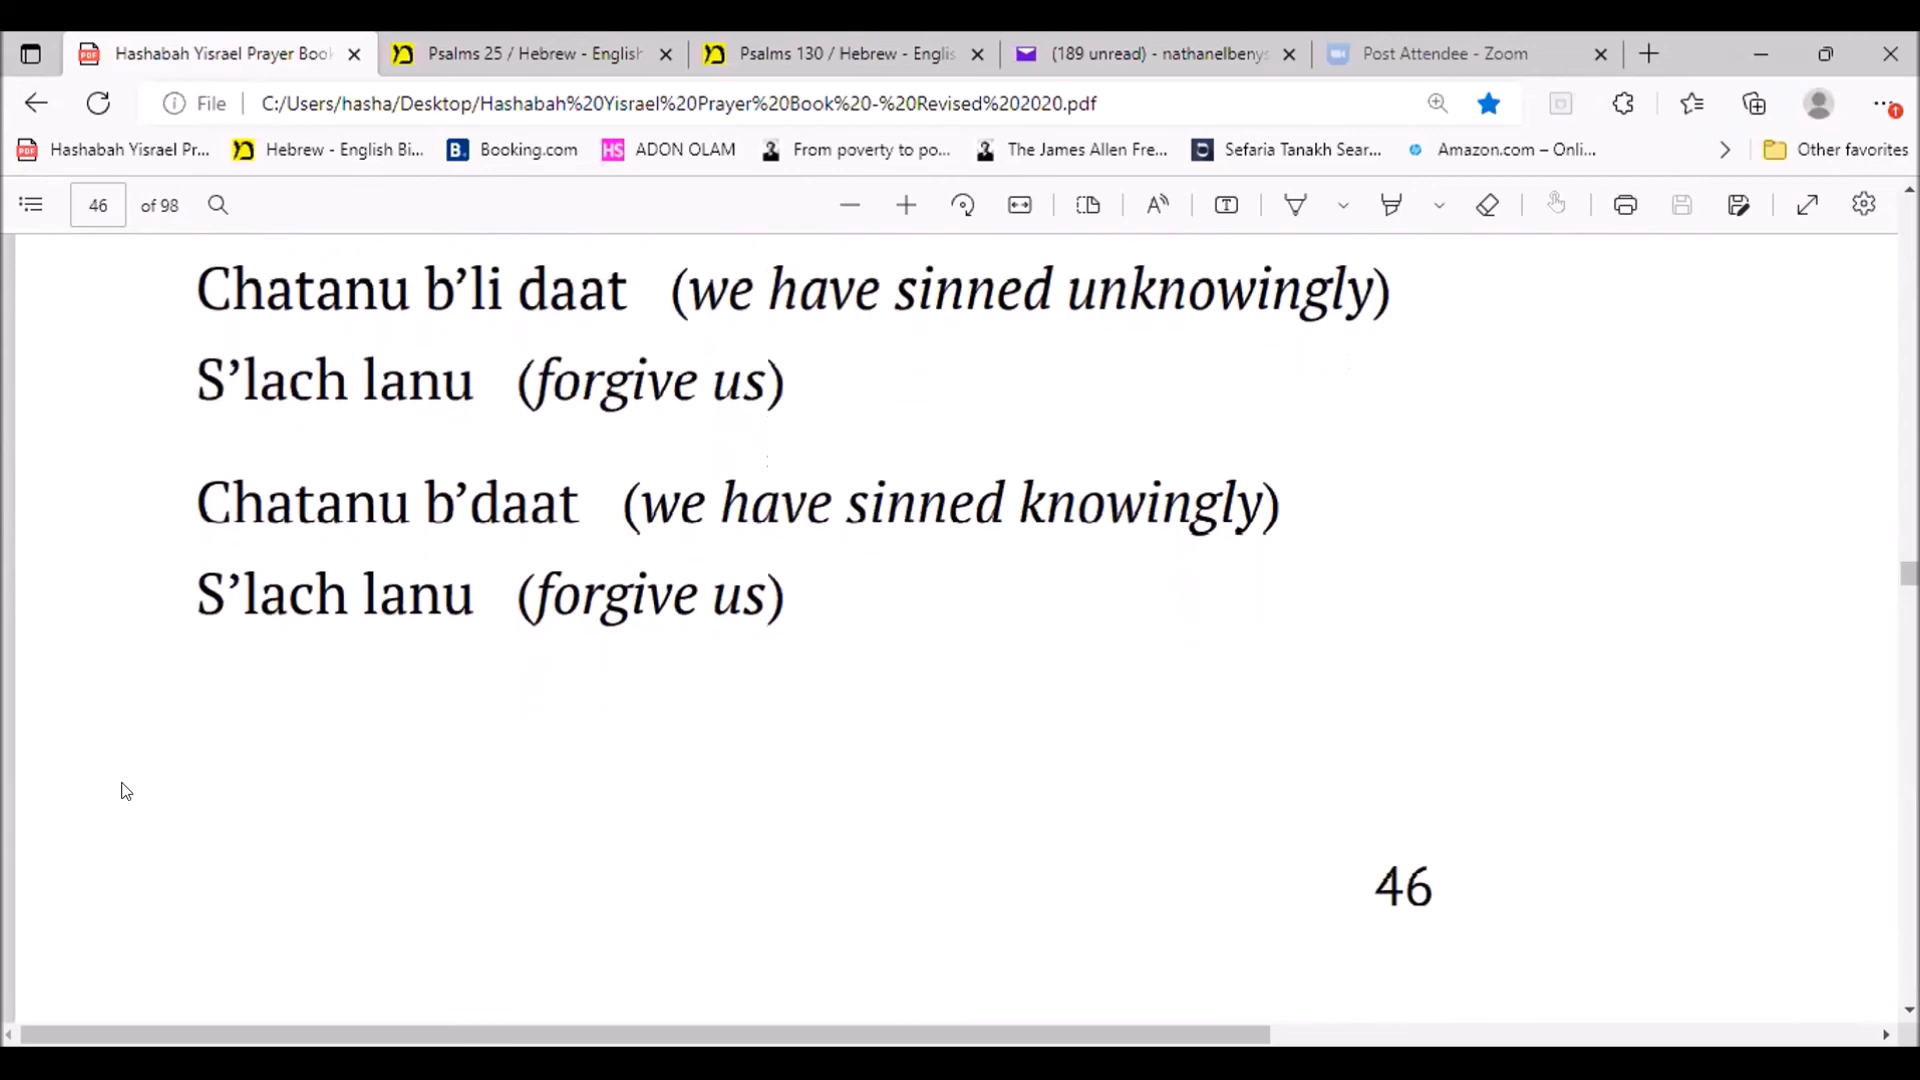 Hashabah Yisrael Prayer Book
Psalms 25 / Hebrew - English
Psalms 130 / Hebrew - Englis
(189 unread) - nathanelbenys
Post Attendee - Zoom
File
C:/Users/hasha/Desktop/Hashabah%20Yisrael%20Prayer%20Book%20-%20Revised%202020.pdf
Hashabah Yisrael Pr...
Hebrew - English Bi...
B.
Booking.com
HS
ADON OLAM
From poverty to po...
The James Allen Fre...
Sefaria Tanakh Sear...
Amazon.com – Onli...
Other favorites
46
of 98
Chatanu b’li daat (we have sinned unknowingly)
S’lach lanu (forgive us)
Chatanu b’daat (we have sinned knowingly)
S’lach lanu (forgive us)
46